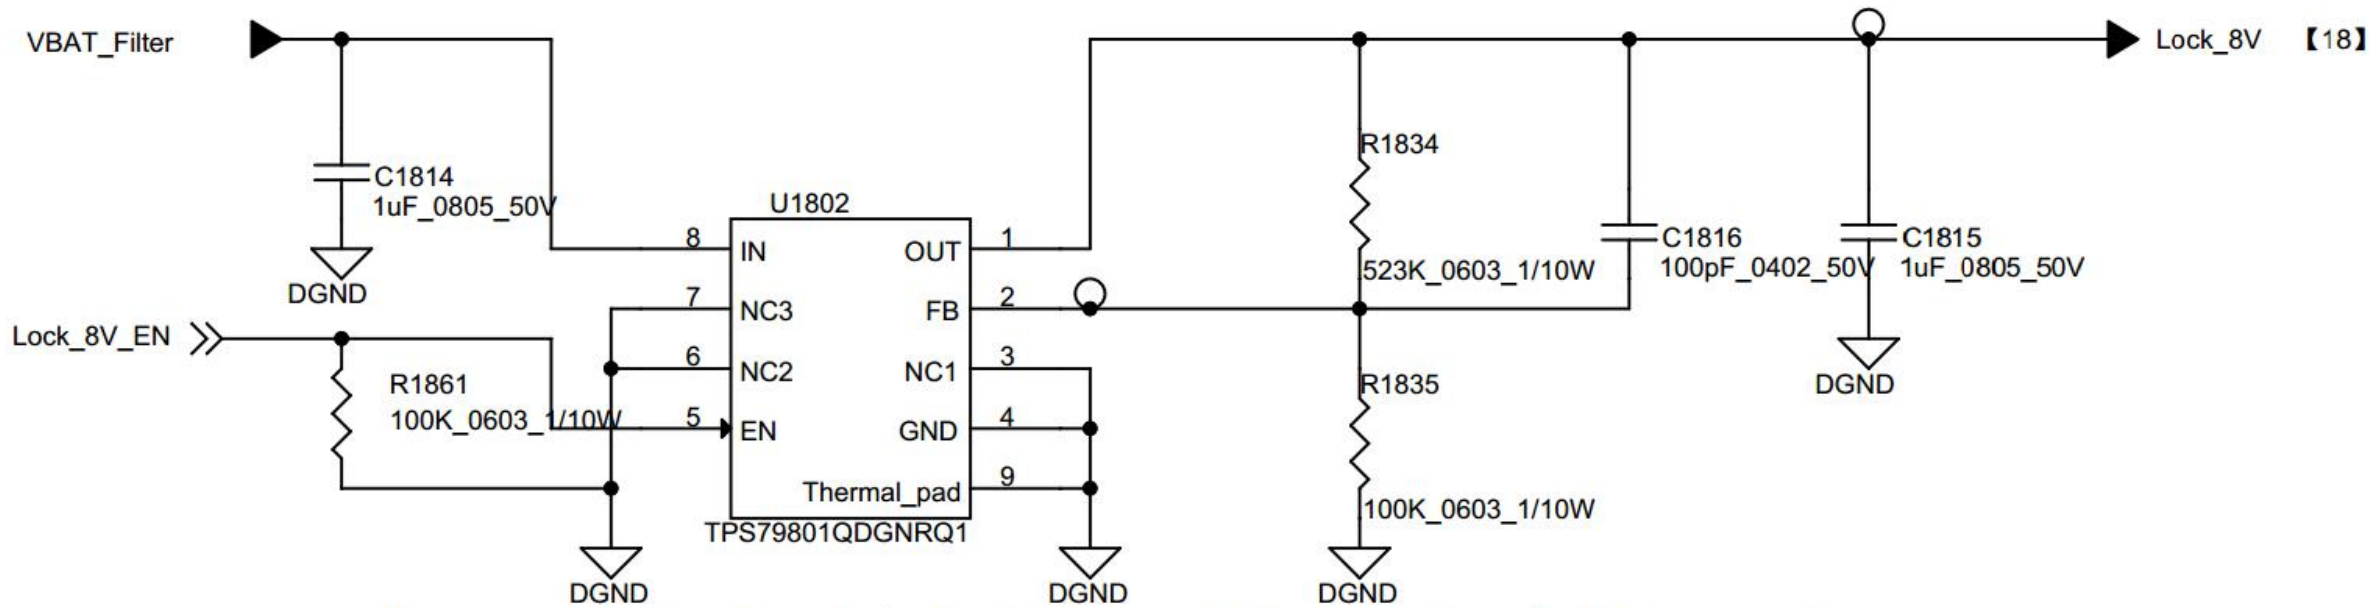 VBAT_Filter
Lock_8V 【18】
R1834
C1814
1uF_0805_50V
U1802
8 IN OUT 1
C1816
C1815
523K_0603_1/10W
100pF_0402_50V
1uF_0805_50V
DGND
7 NC3 FB 2
Lock_8V_EN
6 NC2 NC1 3
R1861
R1835
DGND
100K_0603_1/10W
5 EN GND 4
Thermal_pad 9
100K_0603_1/10W
TPS79801QDGNRQ1
DGND
DGND
DGND